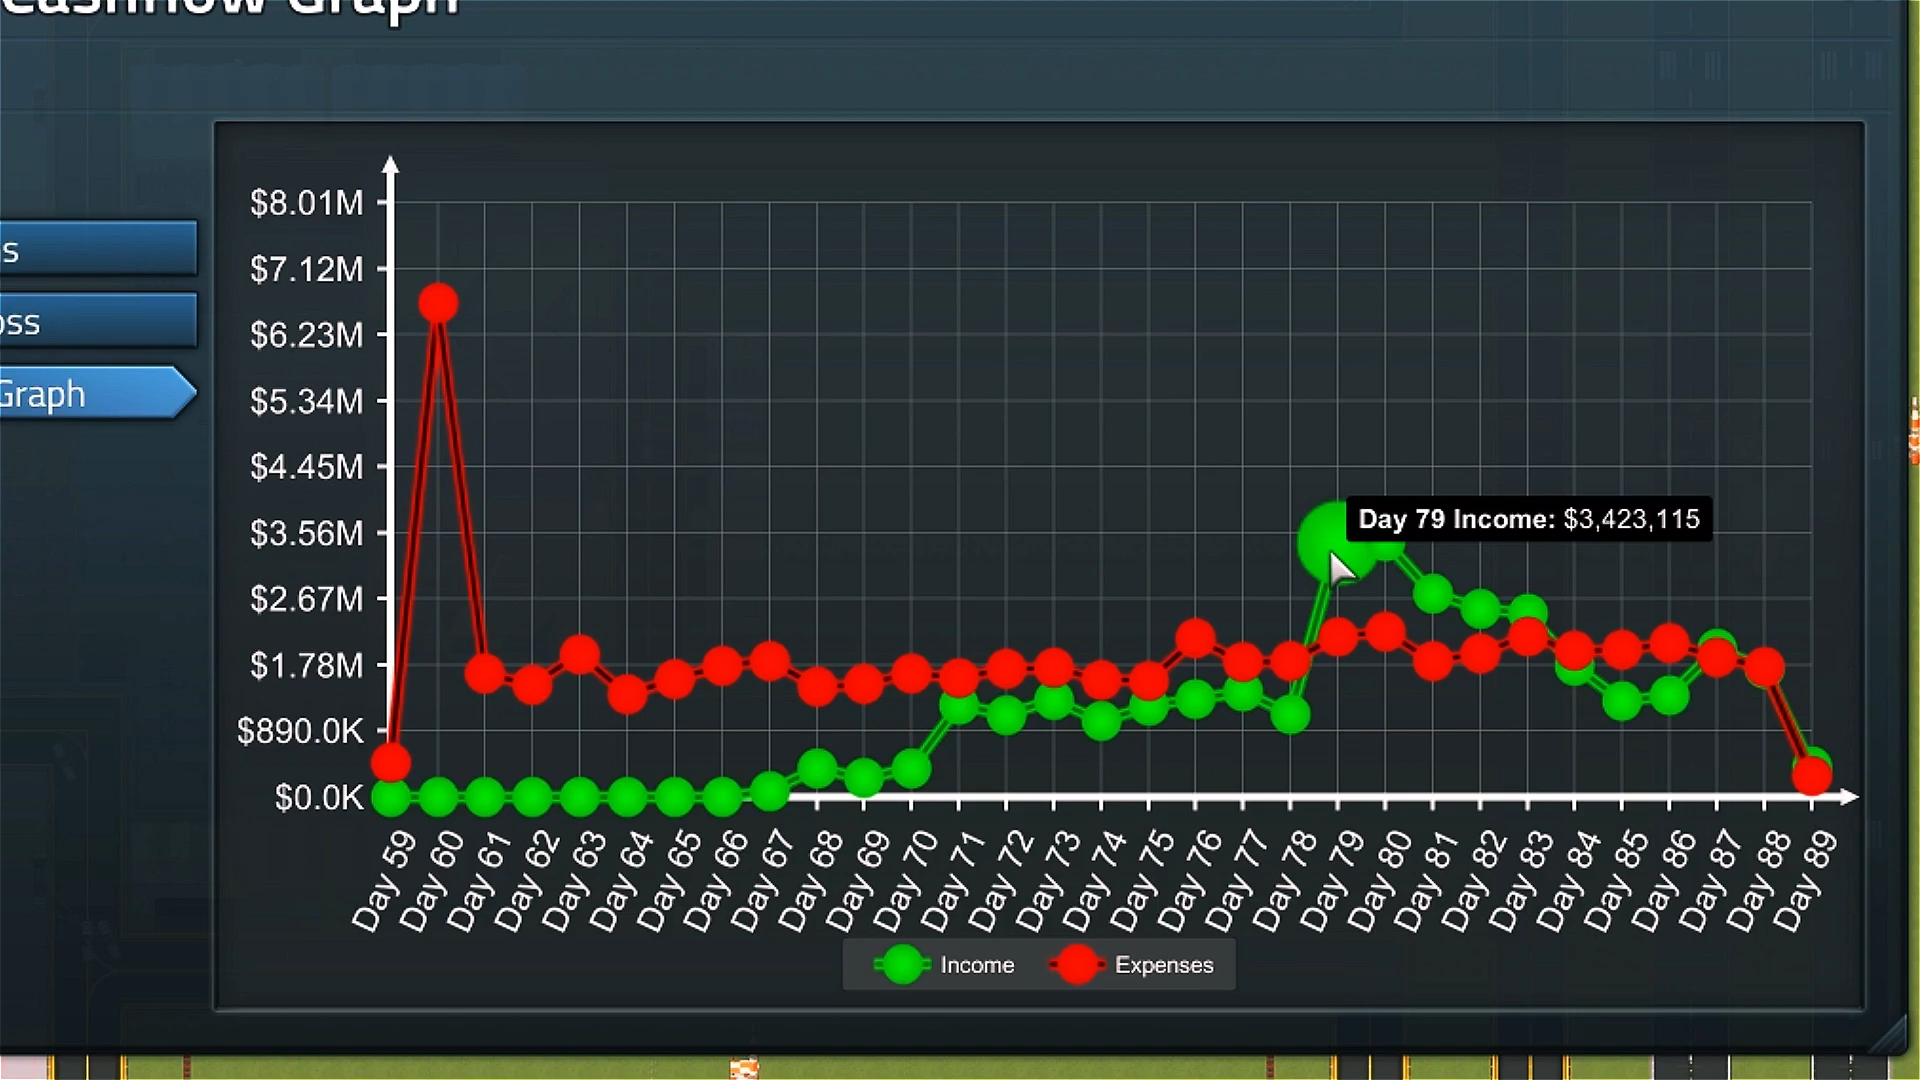 Cashflow Graph
s
oss
Graph
$8.01M
$7.12M
$6.23M
$5.34M
$4.45M
$3.56M
$2.67M
$1.78M
$890.0K
$0.0K
Day 79 Income: $3,423,115
Day 59
Day 60
Day 61
Day 62
Day 63
Day 64
Day 65
Day 66
Day 67
Day 68
Day 69
Day 70
Day 71
Day 72
Day 73
Day 74
Day 75
Day 76
Day 77
Day 78
Day 79
Day 80
Day 81
Day 82
Day 83
Day 84
Day 85
Day 86
Day 87
Day 88
Day 89
Income
Expenses